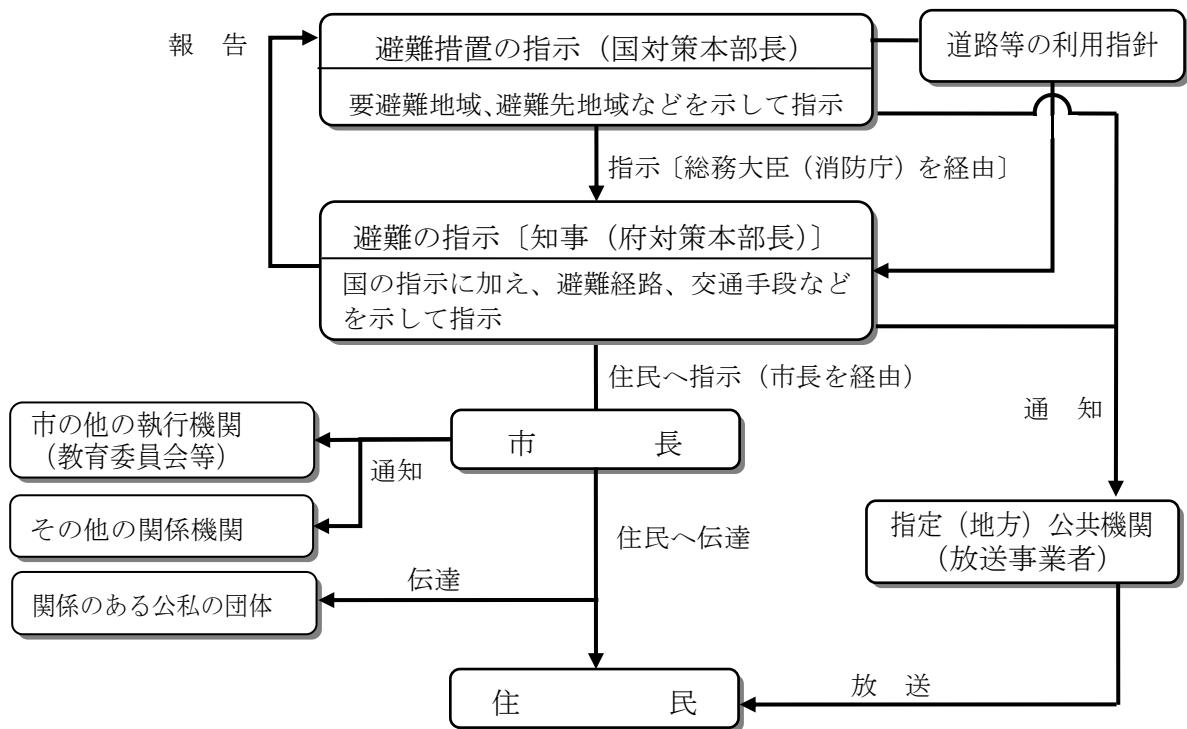 報 告
避難措置の指示（国対策本部長）
道路等の利用指針
要避難地域、避難先地域などを示して指示
指示〔総務大臣（消防庁）を経由〕
避難の指示〔知事（府対策本部長）〕
国の指示に加え、避難経路、交通手段など
を示して指示
住民へ指示（市長を経由）
通 知
市の他の執行機関
（教育委員会等）
市 長
通知
その他の関係機関
住民へ伝達
指定（地方）公共機関
（放送事業者）
伝達
関係のある公私の団体
放 送
住 民